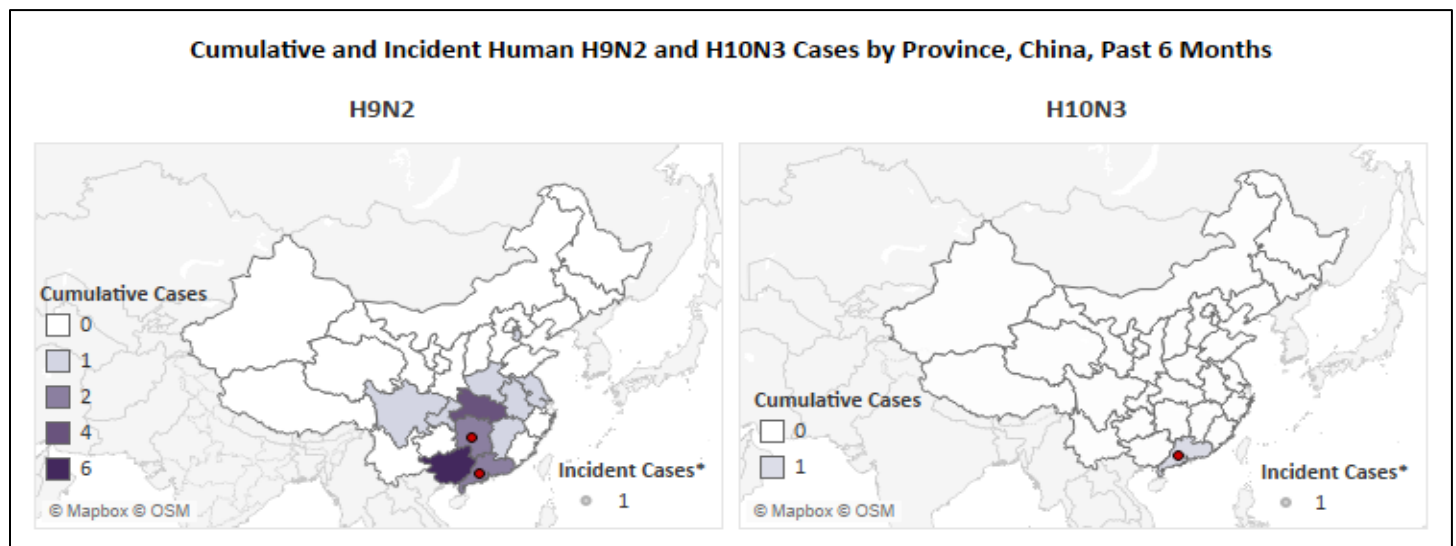 Cumulative and Incident Human H9N2 and H10N3 Cases by Province, China, Past 6 Months
H9N2
Cumulative Cases
0
1
2
4
6
Incident Cases*
1
© Mapbox © OSM
H10N3
Cumulative Cases
0
1
Incident Cases*
1
© Mapbox © OSM